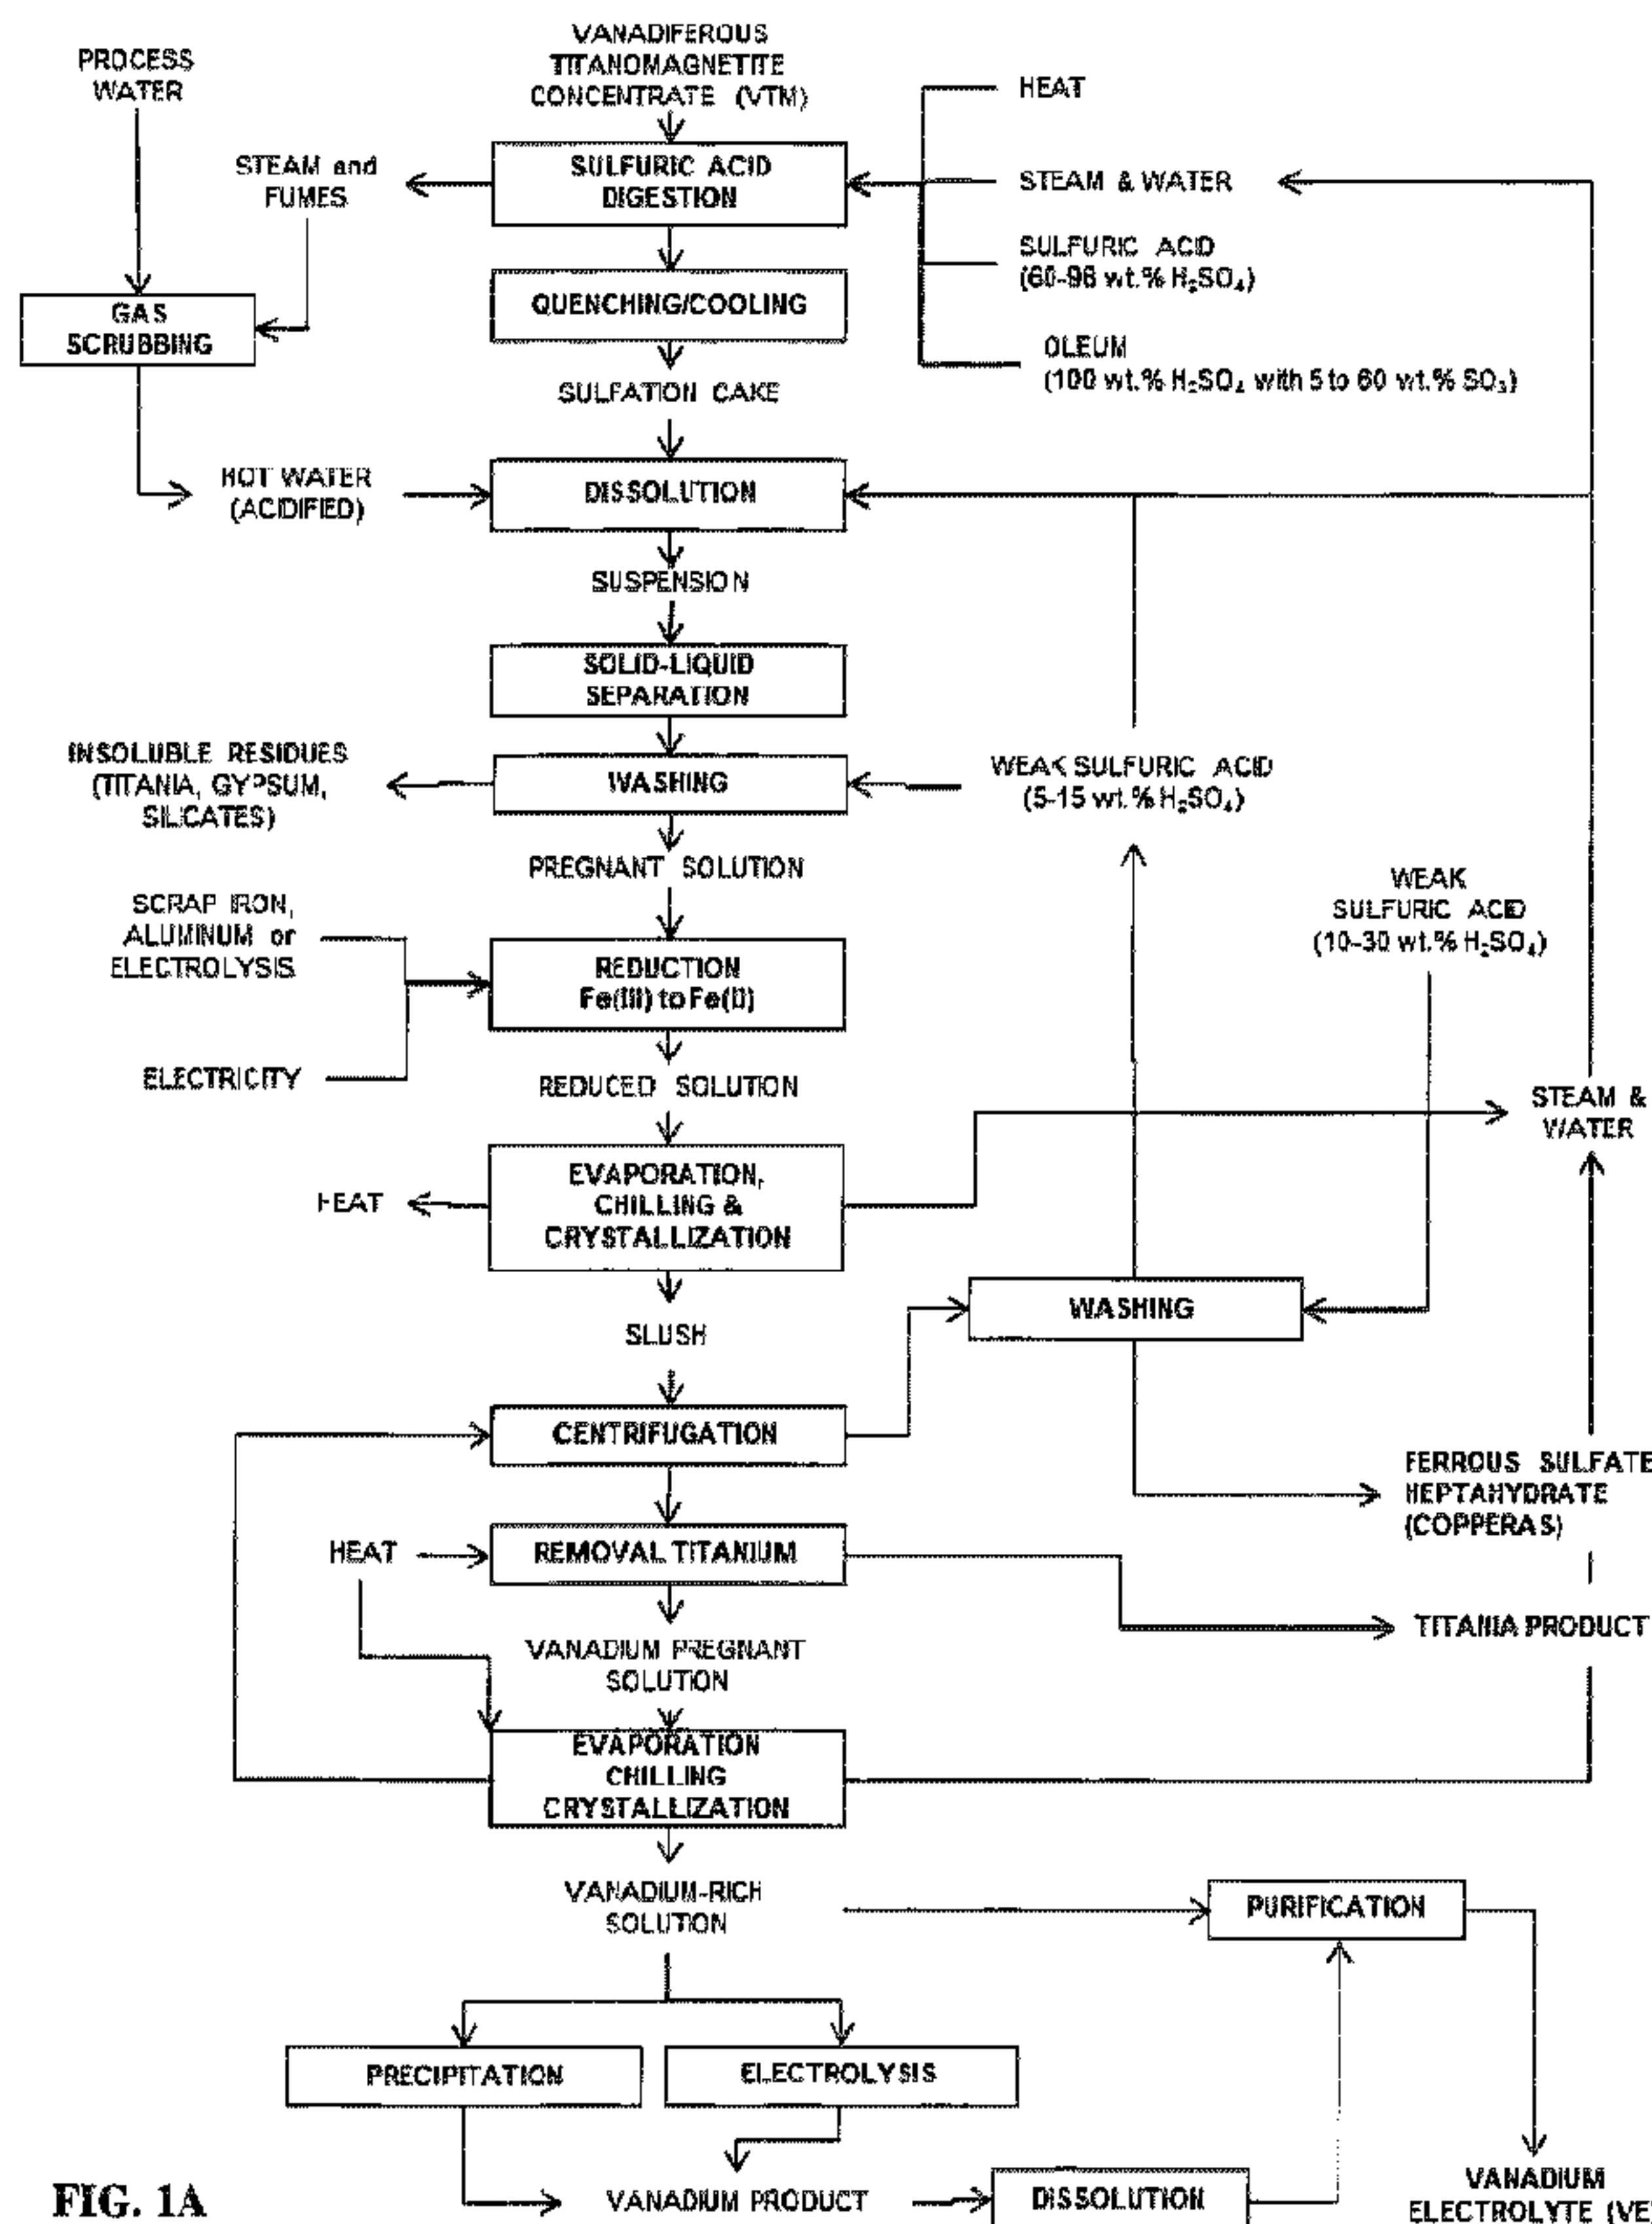 VANADIFEROUS
TITANOMAGNETITE
CONCENTRATE (VTM)
PROCESS
WATER
HEAT
STEAM and
FUMES
SULFURIC ACID
DIGESTION
STEAM & WATER
SULFURIC ACID
(60-98 wt.% H₂SO₄)
QUENCHING/COOLING
GAS
SCRUBBING
OLEUM
(100 wt.% H₂SO₄ with 5 to 60 wt.% SO₃)
SULFATION CAKE
HOT WATER
(ACIDIFIED)
DISSOLUTION
SUSPENSION
SOLID-LIQUID
SEPARATION
INSOLUBLE RESIDUES
(TITANIA, GYPSUM,
SILICATES)
WASHING
WEAK SULFURIC ACID
(5-15 wt.% H₂SO₄)
PREGNANT SOLUTION
WEAK
SULFURIC ACID
(10-30 wt.% H₂SO₄)
SCRAP IRON,
ALUMINUM or
ELECTROLYSIS
REDUCTION
Fe(III) to Fe(II)
ELECTRICITY
REDUCED SOLUTION
STEAM &
WATER
HEAT
EVAPORATION,
CHILLING &
CRYSTALLIZATION
WASHING
SLUSH
CENTRIFUGATION
FERROUS SULFATE
HEPTAHYDRATE
(COPPERAS)
HEAT
REMOVAL TITANIUM
TITANIA PRODUCT
VANADIUM PREGNANT
SOLUTION
EVAPORATION
CHILLING
CRYSTALLIZATION
VANADIUM-RICH
SOLUTION
PURIFICATION
PRECIPITATION
ELECTROLYSIS
VANADIUM PRODUCT
DISSOLUTION
VANADIUM
ELECTROLYTE (VE
FIG. 1A